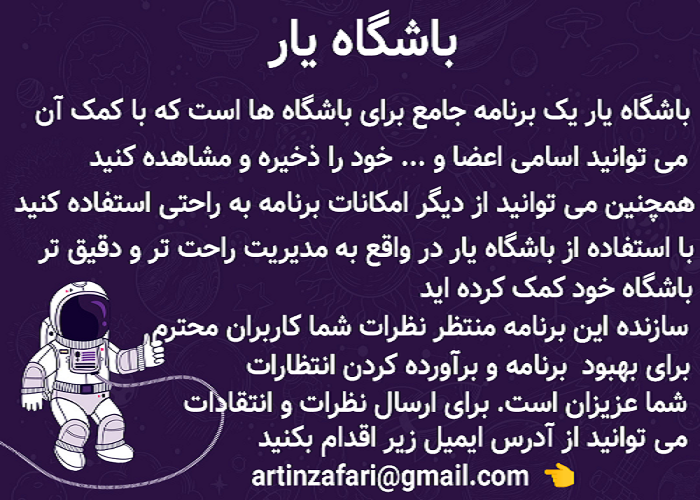 باشگاه یار
باشگاه یار یک برنامه جامع برای باشگاه ها است که با کمک آن
می توانید اسامی اعضا و ... خود را ذخیره و مشاهده کنید
همچنین می توانید از دیگر امکانات برنامه به راحتی استفاده کنید
با استفاده از باشگاه یار در واقع به مدیریت راحت تر و دقیق تر
باشگاه خود کمک کرده اید
سازنده این برنامه منتظر نظرات شما کاربران محترم
برای بهبود برنامه و برآورده کردن انتظارات
شما عزیزان است. برای ارسال نظرات و انتقادات
می توانید از آدرس ایمیل زیر اقدام بکنید
artinzafari@gmail.com 👈